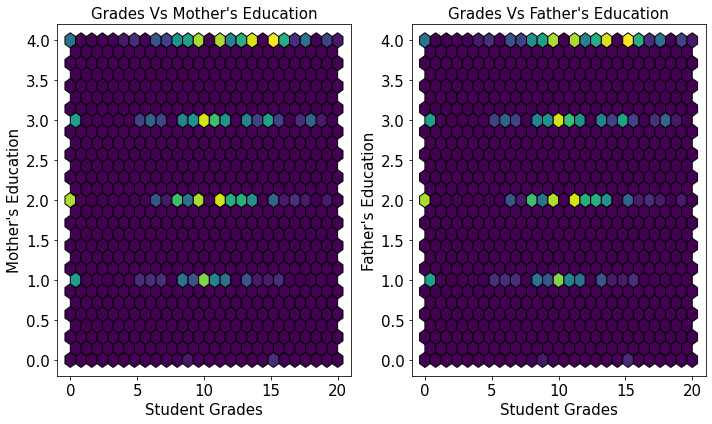 Grades Vs Mother's Education
Mother's Education
4.0
3.5
3.0
2.5
2.0
1.5
1.0
0.5
0.0
0 5 10 15 20
Student Grades
Grades Vs Father's Education
Father's Education
4.0
3.5
3.0
2.5
2.0
1.5
1.0
0.5
0.0
0 5 10 15 20
Student Grades